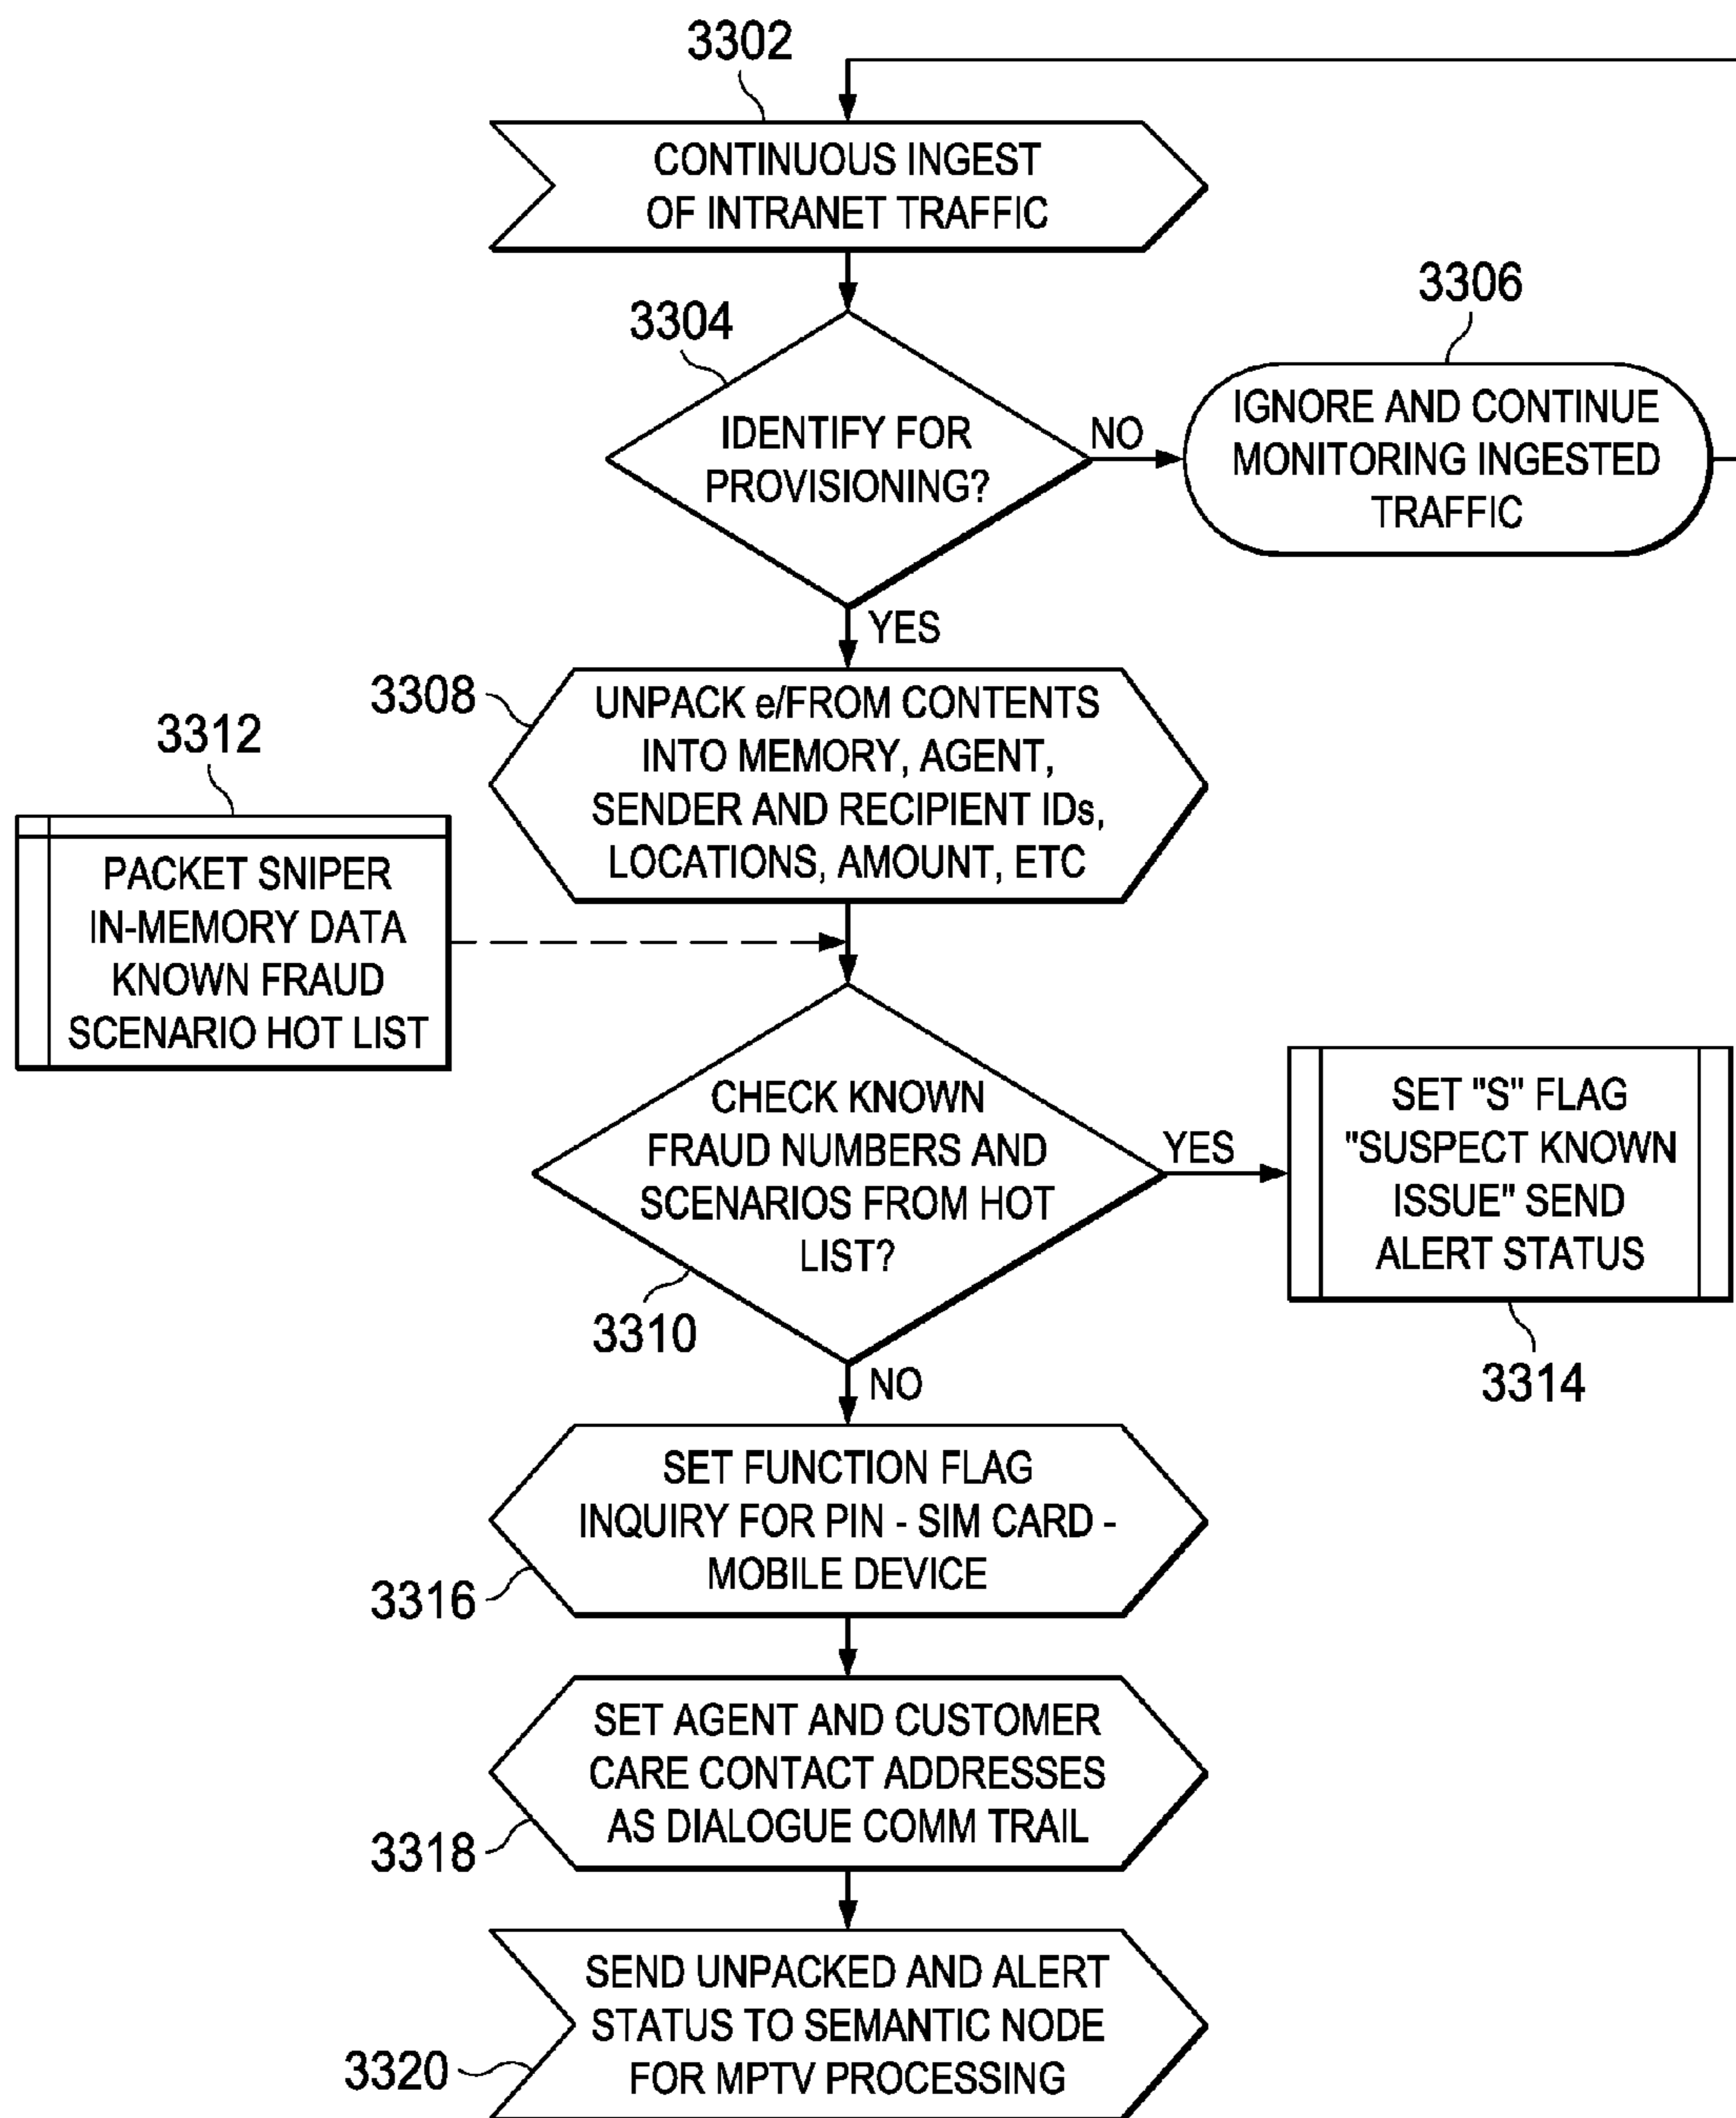 3302
CONTINUOUS INGEST
OF INTRANET TRAFFIC
3304
IDENTIFY FOR
PROVISIONING?
NO
3306
IGNORE AND CONTINUE
MONITORING INGESTED
TRAFFIC
YES
3308
UNPACK e/FROM CONTENTS
INTO MEMORY, AGENT,
SENDER AND RECIPIENT IDs,
LOCATIONS, AMOUNT, ETC
3312
PACKET SNIPER
IN-MEMORY DATA
KNOWN FRAUD
SCENARIO HOT LIST
CHECK KNOWN
FRAUD NUMBERS AND
SCENARIOS FROM HOT
LIST?
3310
YES
SET "S" FLAG
"SUSPECT KNOWN
ISSUE" SEND
ALERT STATUS
3314
NO
SET FUNCTION FLAG
INQUIRY FOR PIN - SIM CARD -
MOBILE DEVICE
3316
SET AGENT AND CUSTOMER
CARE CONTACT ADDRESSES
AS DIALOGUE COMM TRAIL
3318
SEND UNPACKED AND ALERT
STATUS TO SEMANTIC NODE
FOR MPTV PROCESSING
3320